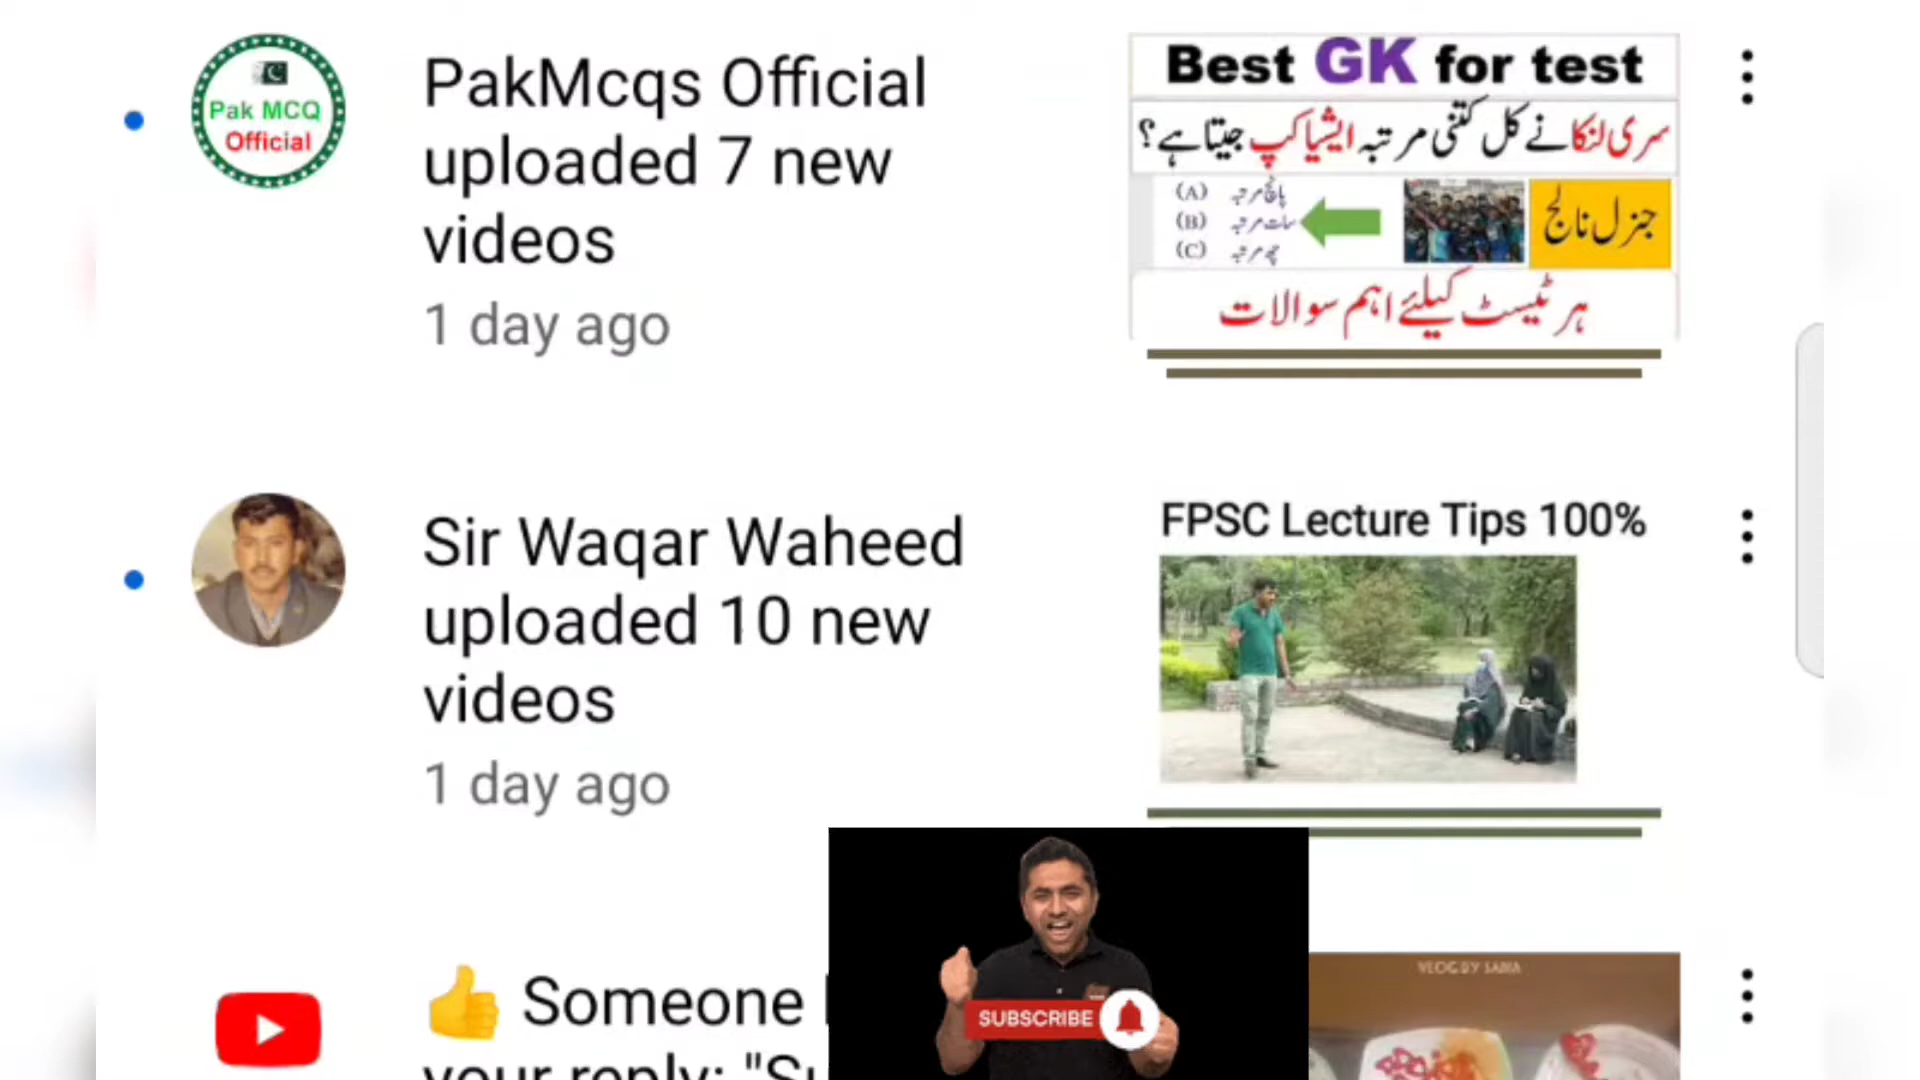 Pak MCQ
Official
PakMcqs Official
uploaded 7 new
videos
1 day ago
Best GK for test
سری لنکا نے کل کتنی مرتبہ ایشیا کپ جیتا ہے؟
(A) پانچ مرتبہ
(B) سات مرتبہ
(C) چھ مرتبہ
جنرل نالج
ہر ٹیسٹ کیلئے اہم سوالات
Sir Waqar Waheed
uploaded 10 new
videos
1 day ago
FPSC Lecture Tips 100%
👍 Someone
your reply: "Su
SUBSCRIBE
VLOG BY SAMA